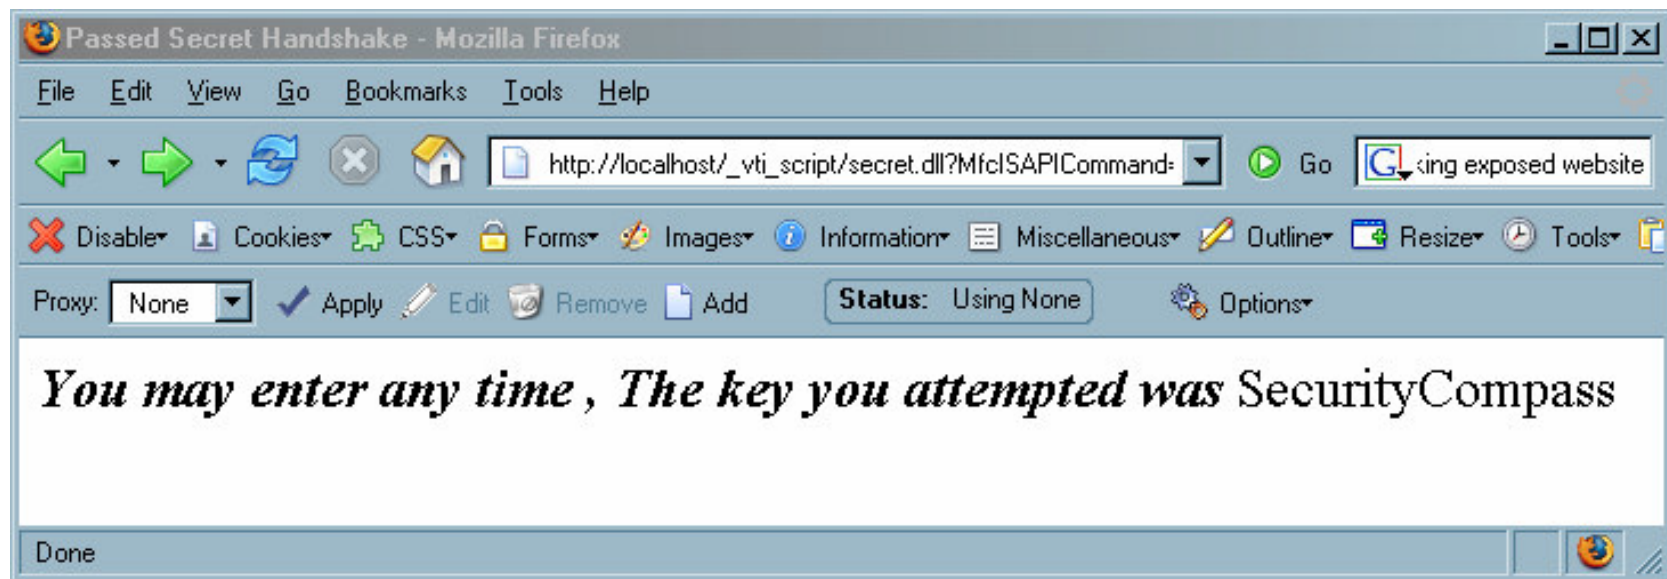 Passed Secret Handshake - Mozilla Firefox
File Edit View Go Bookmarks Tools Help
http://localhost/_vti_script/secret.dll?MfcISAPICommand= Go king exposed website
Disable Cookies CSS Forms Images Information Miscellaneous Outline Resize Tools
Proxy: None Apply Edit Remove Add Status: Using None Options
You may enter any time , The key you attempted was SecurityCompass
Done